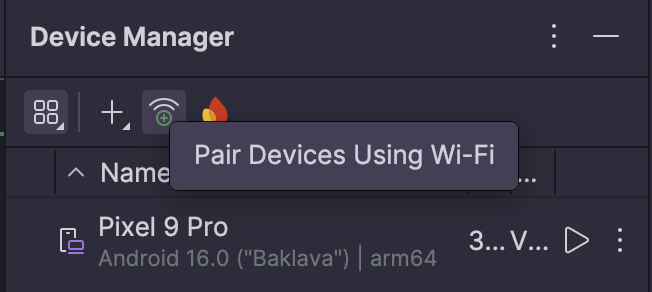 Device Manager
Pair Devices Using Wi-Fi
Name ...
Pixel 9 Pro 3... V...
Android 16.0 ("Baklava") | arm64